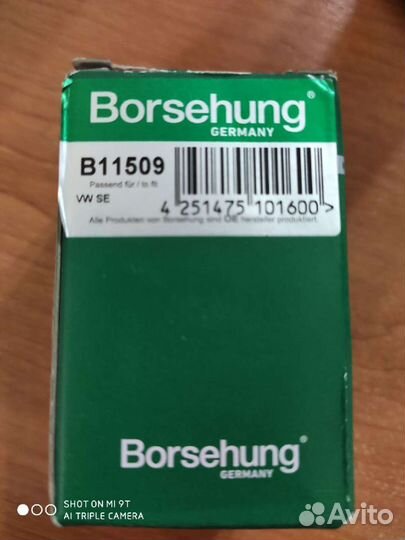 Borsehung®
GERMANY
B11509
Passend für / to fit
VW SE
4 251475 101600 >
Alle Produkten von Borsehung sind OE hersteller produktiert.
Borsehung®
GERMANY
SHOT ON MI 9T
AI TRIPLE CAMERA
Avito